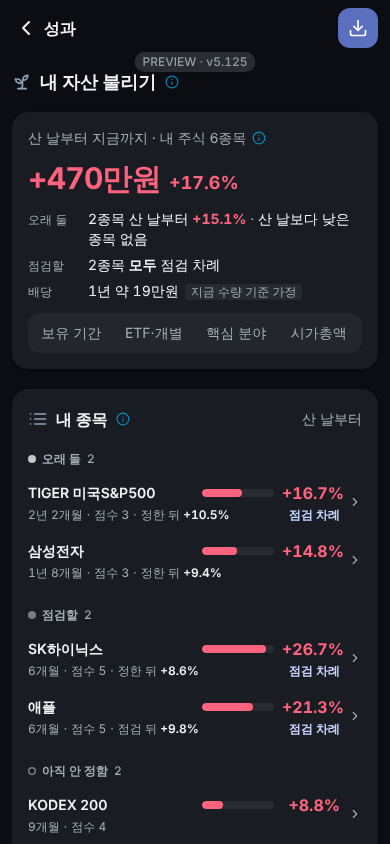 성과
PREVIEW · v5.125
내 자산 불리기
산 날부터 지금까지 · 내 주식 6종목
+470만원 +17.6%
오래 둘 2종목 산 날부터 +15.1% · 산 날보다 낮은
종목 없음
점검할 2종목 모두 점검 차례
배당 1년 약 19만원 지금 수량 기준 가정
보유 기간 ETF·개별 핵심 분야 시가총액
내 종목 산 날부터
오래 둘 2
TIGER 미국S&P500 +16.7%
2년 2개월 · 점수 3 · 정한 뒤 +10.5% 점검 차례
삼성전자 +14.8%
1년 8개월 · 점수 3 · 정한 뒤 +9.4%
점검할 2
SK하이닉스 +26.7%
6개월 · 점수 5 · 정한 뒤 +8.6% 점검 차례
애플 +21.3%
6개월 · 점수 5 · 점검 뒤 +9.8% 점검 차례
아직 안 정함 2
KODEX 200 +8.8%
9개월 · 점수 4